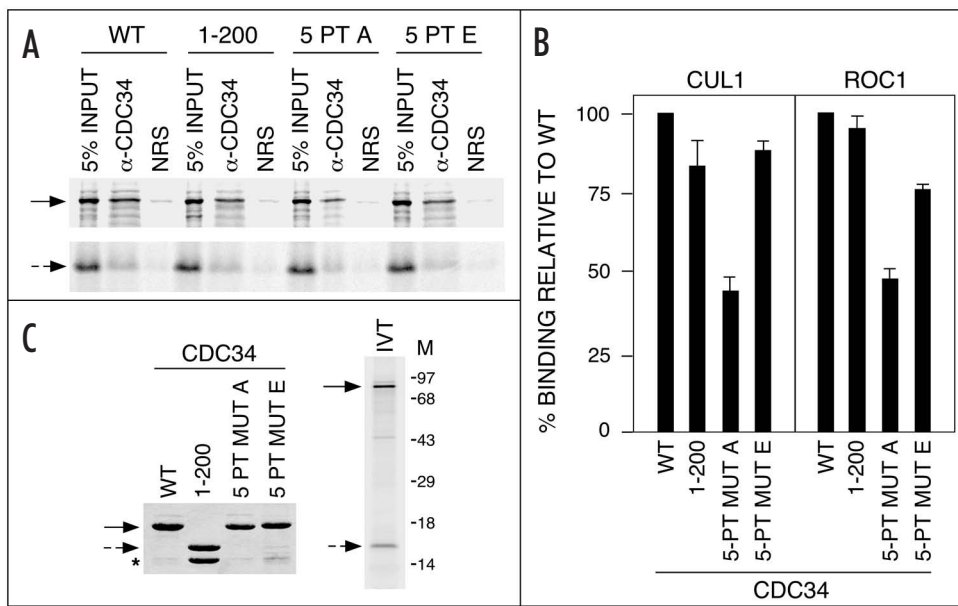 A
WT 1-200 5 PT A 5 PT E
5% INPUT α-CDC34 NRS 5% INPUT α-CDC34 NRS 5% INPUT α-CDC34 NRS 5% INPUT α-CDC34 NRS
B
CUL1 ROC1
% BINDING RELATIVE TO WT
100
75
50
25
0
WT 1-200 5-PT MUT A 5-PT MUT E WT 1-200 5-PT MUT A 5-PT MUT E
CDC34
C
CDC34
WT 1-200 5 PT MUT A 5 PT MUT E
*
IVT M
-97
-68
-43
-29
-18
-14